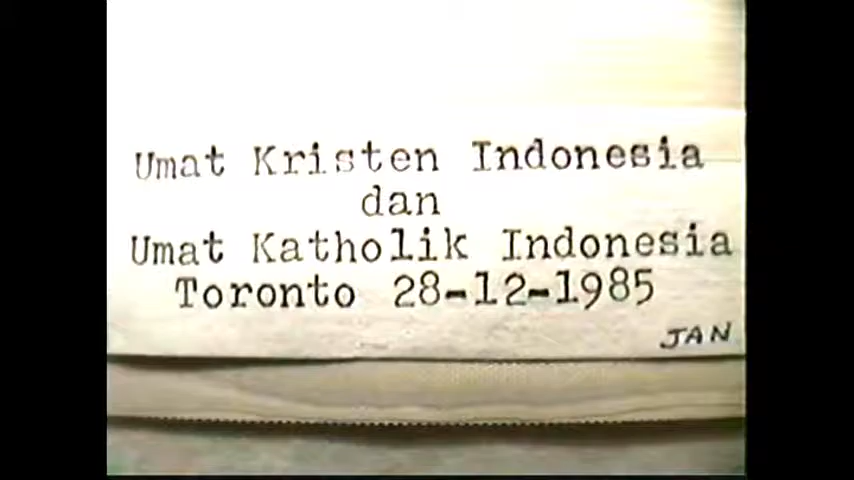 Umat Kristen Indonesia
dan
Umat Katholik Indonesia
Toronto 28-12-1985
JAN